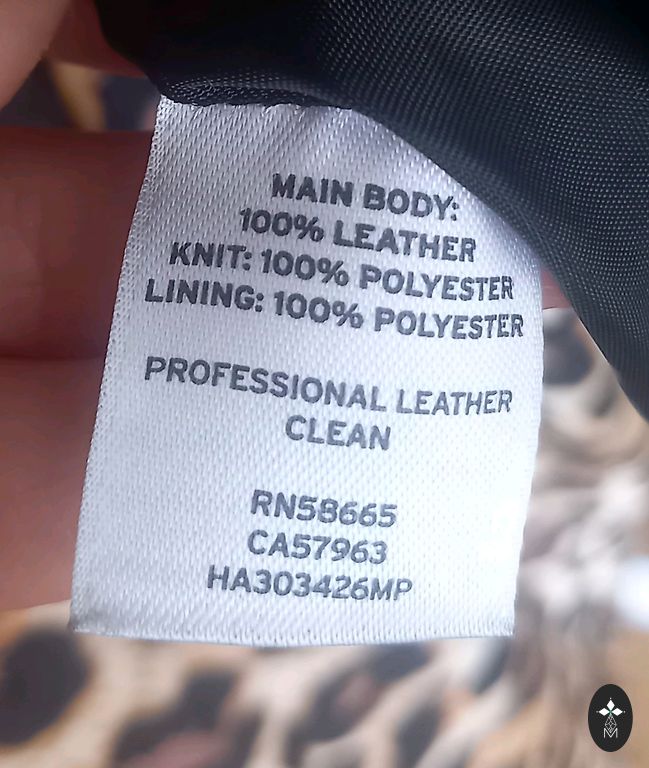 MAIN BODY:
100% LEATHER
KNIT: 100% POLYESTER
LINING: 100% POLYESTER
PROFESSIONAL LEATHER
CLEAN
RN58665
CA57963
HA303426MP
M